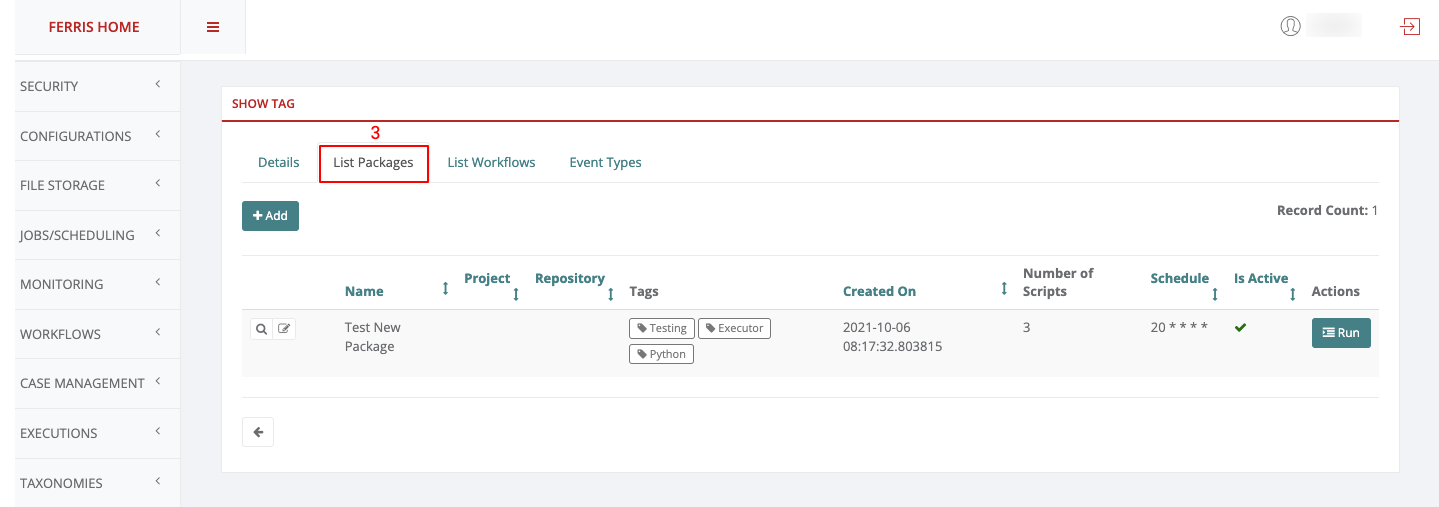 FERRIS HOME
SECURITY
CONFIGURATIONS
FILE STORAGE
JOBS/SCHEDULING
MONITORING
WORKFLOWS
CASE MANAGEMENT
EXECUTIONS
TAXONOMIES
SHOW TAG
3
Details List Packages List Workflows Event Types
+ Add
Record Count: 1
Name Project Repository Tags Created On Number of Scripts Schedule Is Active Actions
Test New Package
Testing Executor
Python
2021-10-06
08:17:32.803815
3
20 * * * *
Run